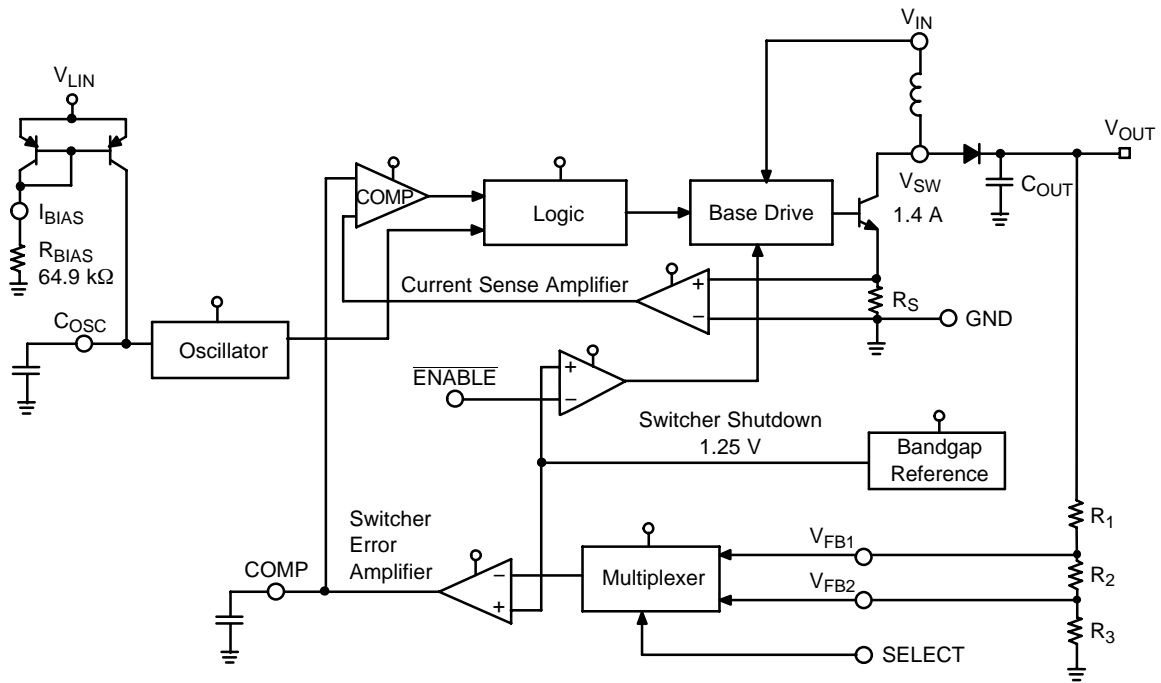 V_IN
V_LIN
V_OUT
COMP
Logic
Base Drive
V_SW
1.4 A
C_OUT
I_BIAS
R_BIAS
64.9 kΩ
Current Sense Amplifier
+
−
R_S
GND
C_OSC
Oscillator
ENABLE
+
−
Switcher Shutdown
1.25 V
Bandgap
Reference
Switcher
Error
Amplifier
R_1
V_FB1
COMP
−
+
Multiplexer
R_2
V_FB2
R_3
SELECT